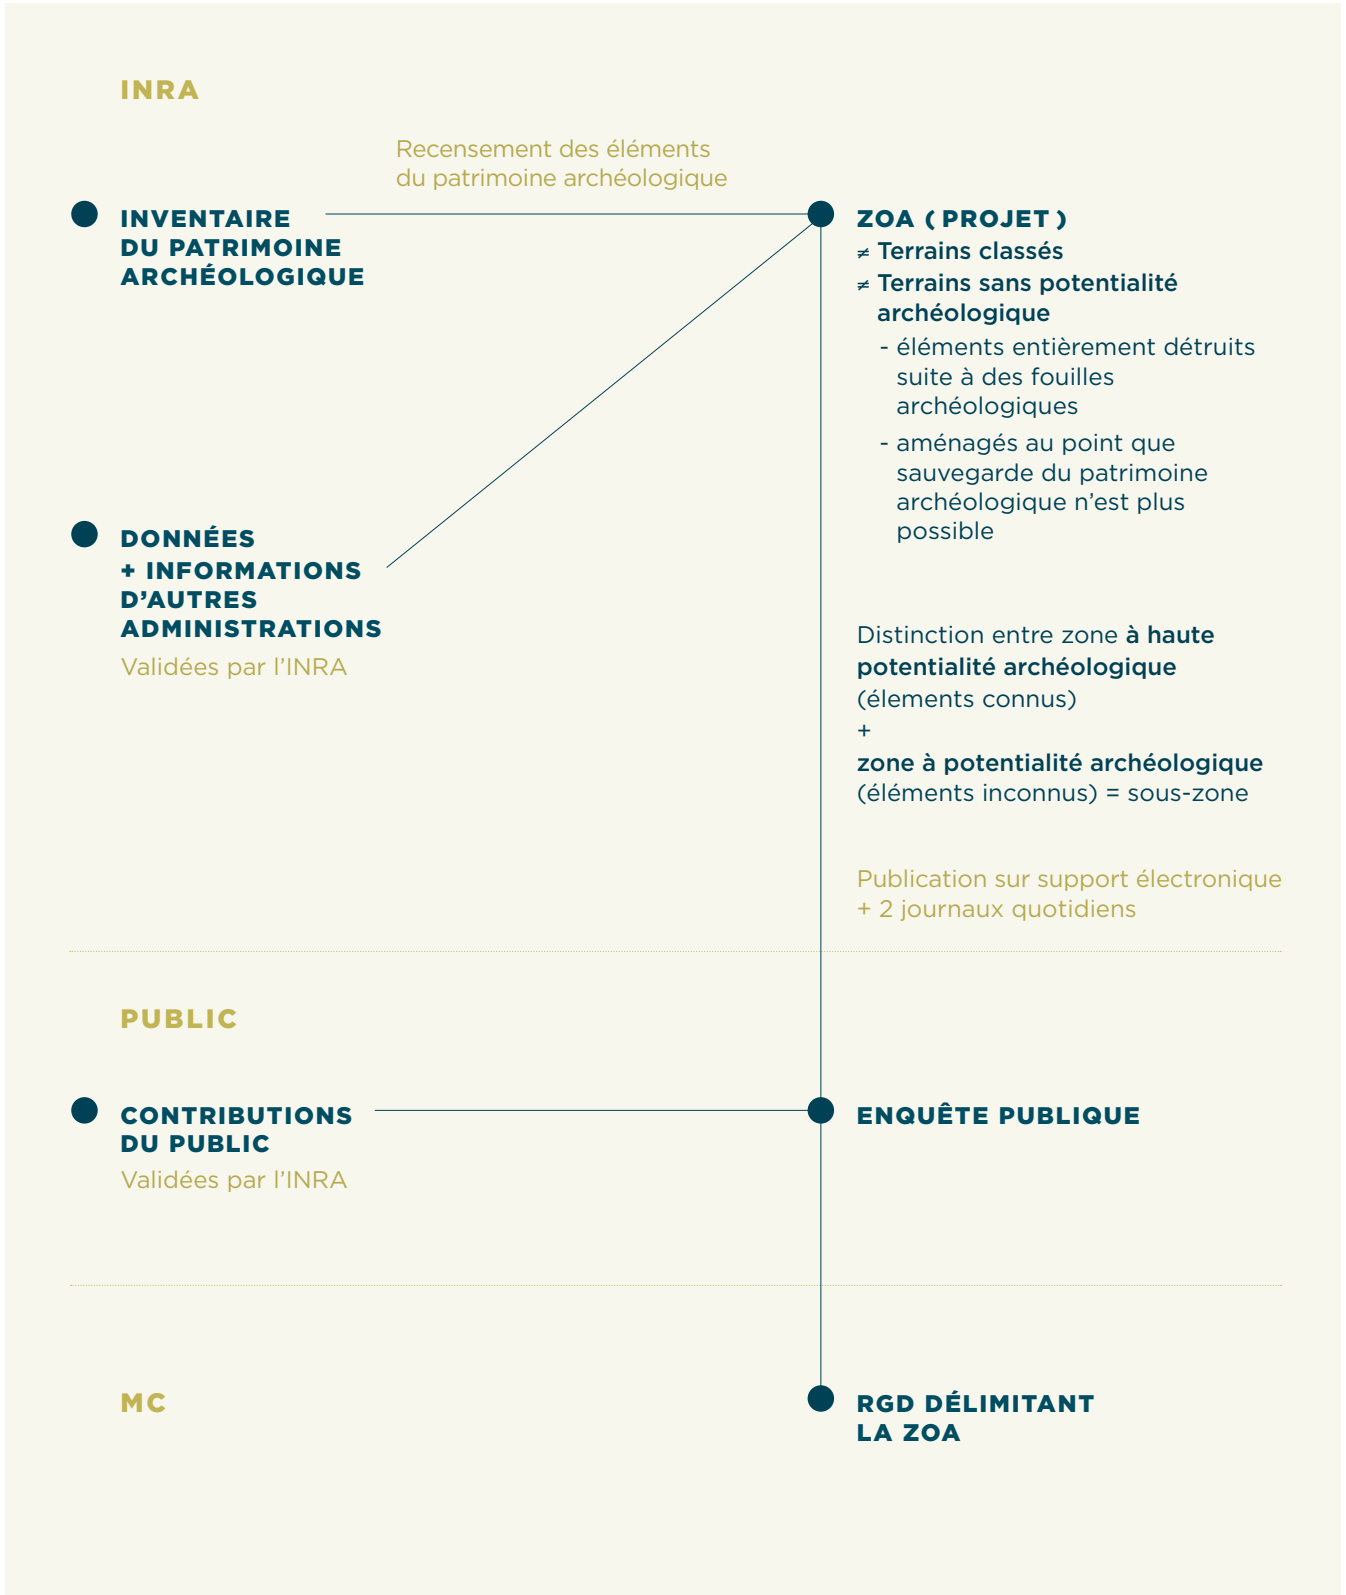 INRA
Recensement des éléments
du patrimoine archéologique
INVENTAIRE
DU PATRIMOINE
ARCHÉOLOGIQUE
ZOA ( PROJET )
≠ Terrains classés
≠ Terrains sans potentialité
archéologique
- éléments entièrement détruits
suite à des fouilles
archéologiques
- aménagés au point que
sauvegarde du patrimoine
archéologique n'est plus
possible
DONNÉES
+ INFORMATIONS
D'AUTRES
ADMINISTRATIONS
Validées par l'INRA
Distinction entre zone à haute
potentialité archéologique
(élements connus)
+
zone à potentialité archéologique
(éléments inconnus) = sous-zone
Publication sur support électronique
+ 2 journaux quotidiens
PUBLIC
CONTRIBUTIONS
DU PUBLIC
Validées par l'INRA
ENQUÊTE PUBLIQUE
MC
RGD DÉLIMITANT
LA ZOA